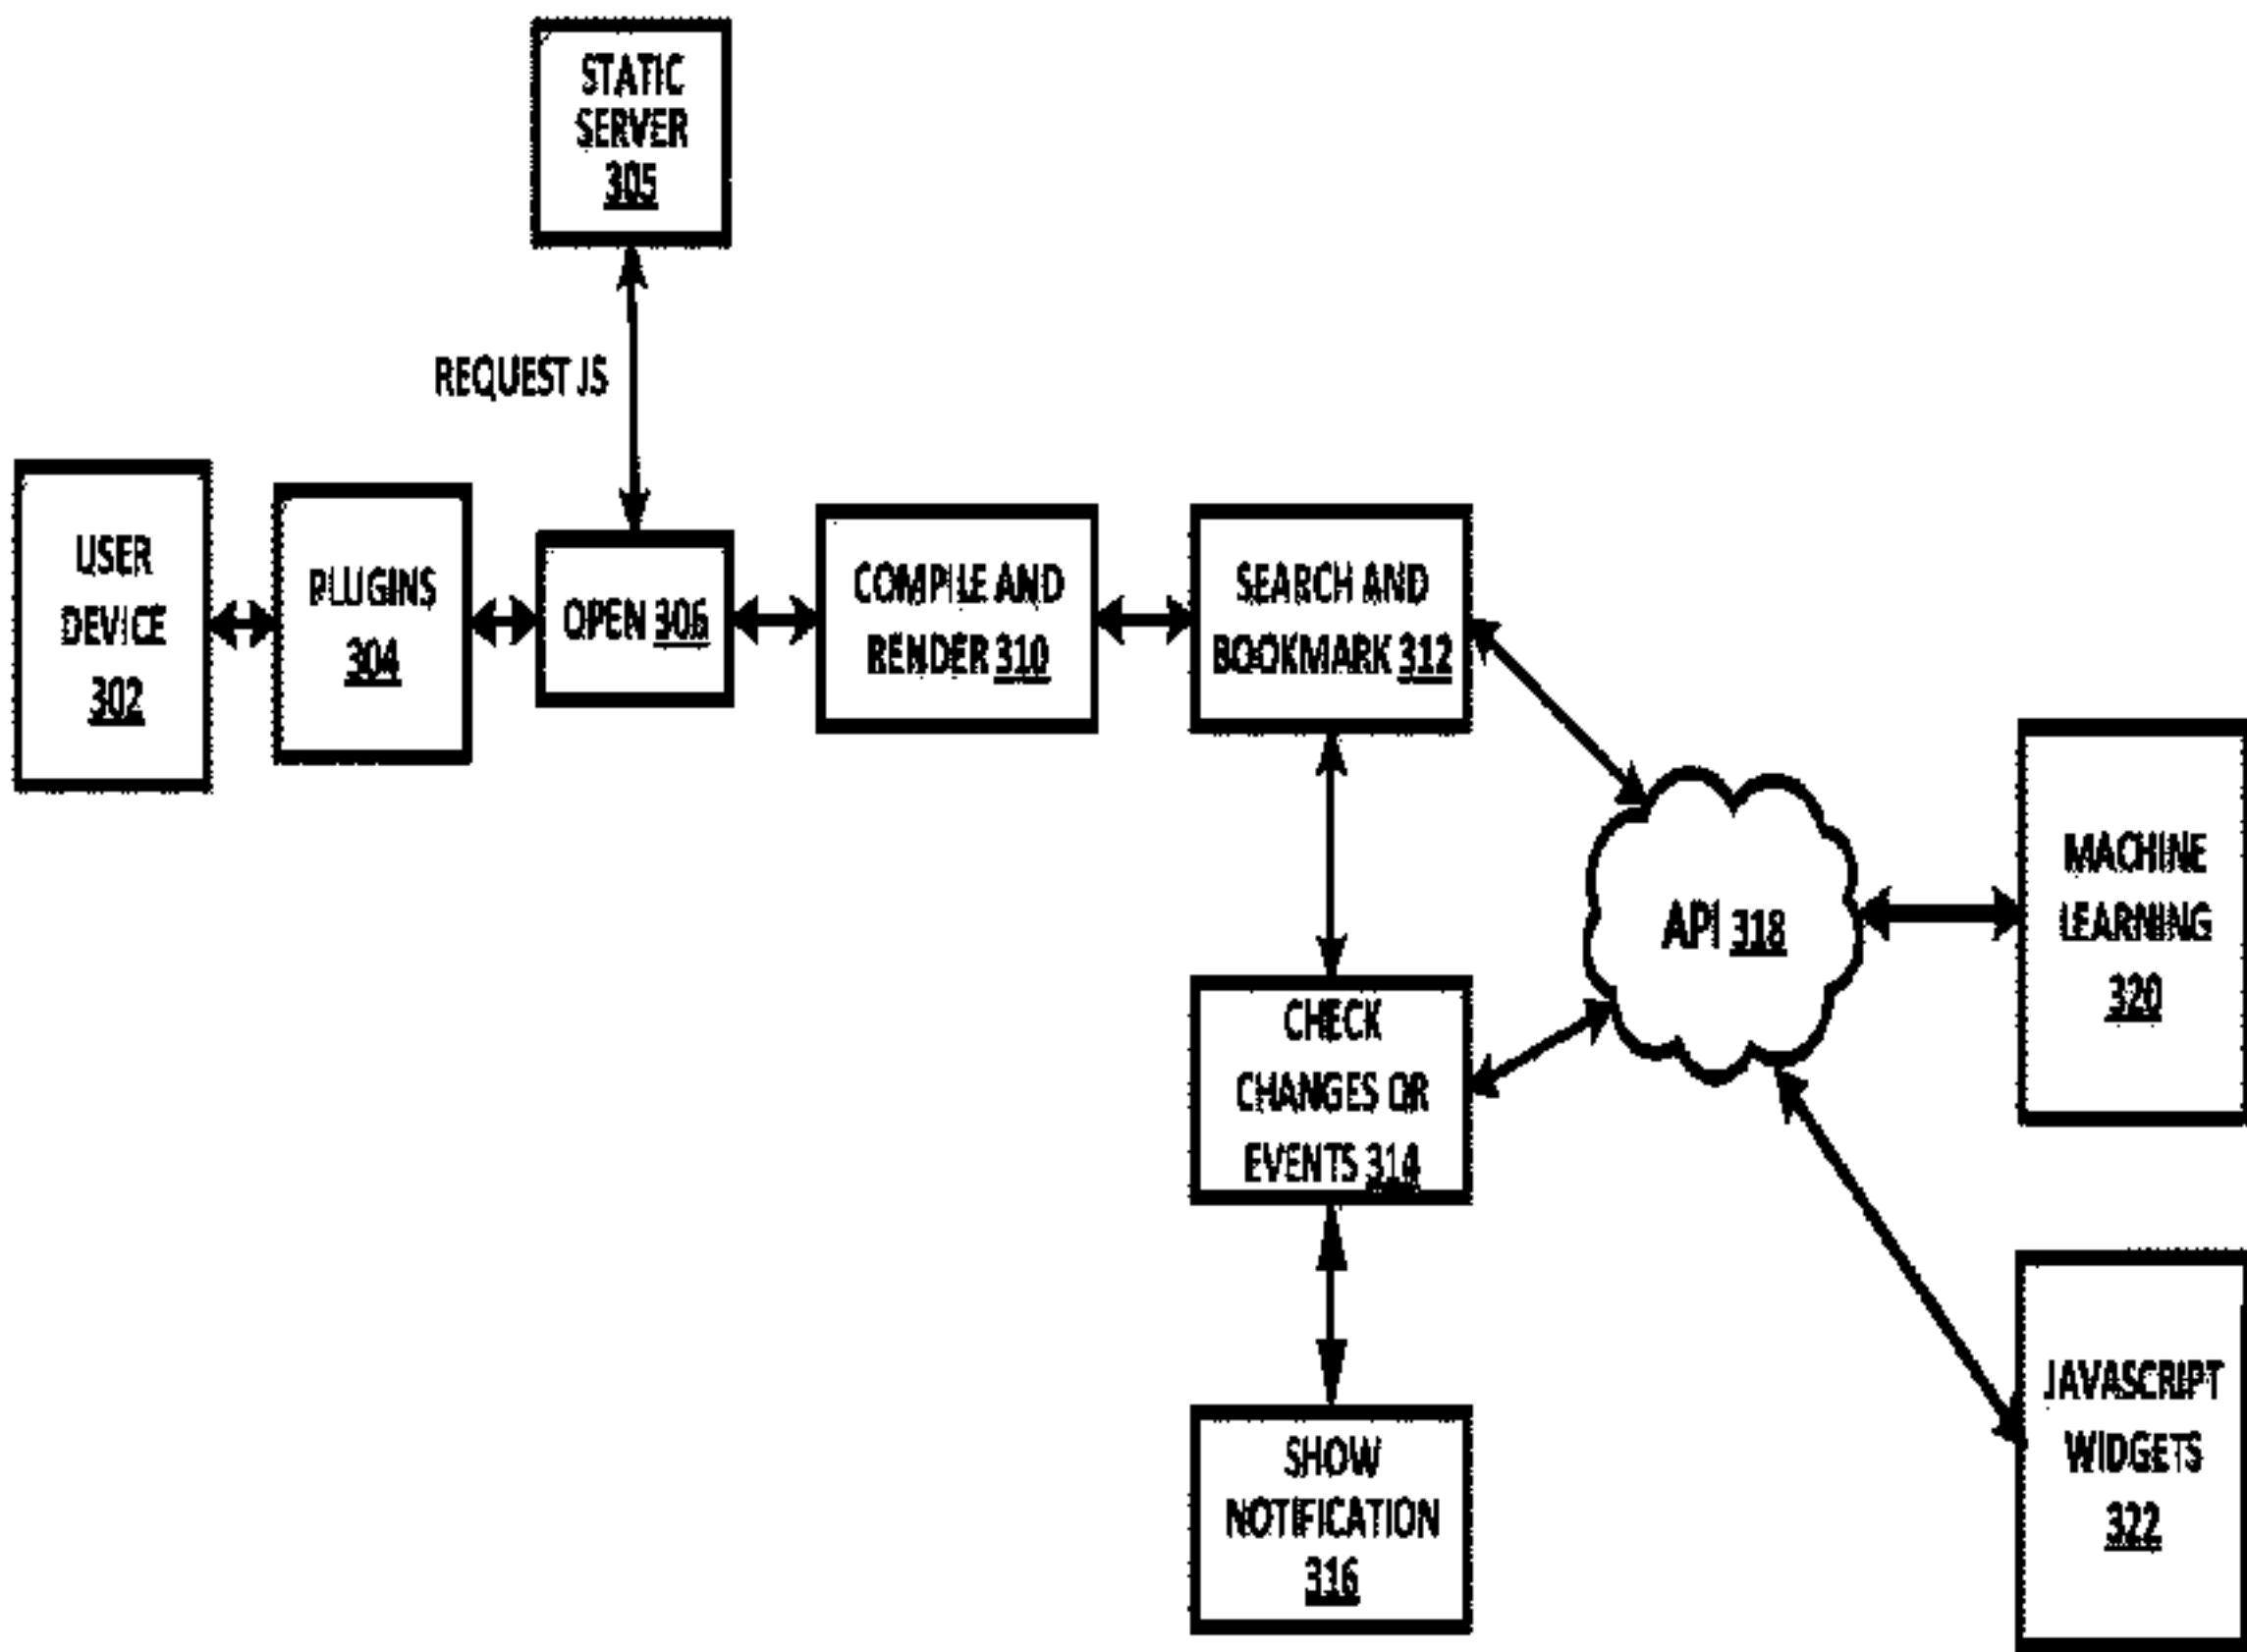 STATIC
SERVER
305
REQUEST JS
USER
DEVICE
302
PLUGINS
304
OPEN 306
COMPILE AND
RENDER 310
SEARCH AND
BOOKMARK 312
API 318
MACHINE
LEARNING
320
CHECK
CHANGES OR
EVENTS 314
SHOW
NOTIFICATION
316
JAVASCRIPT
WIDGETS
322